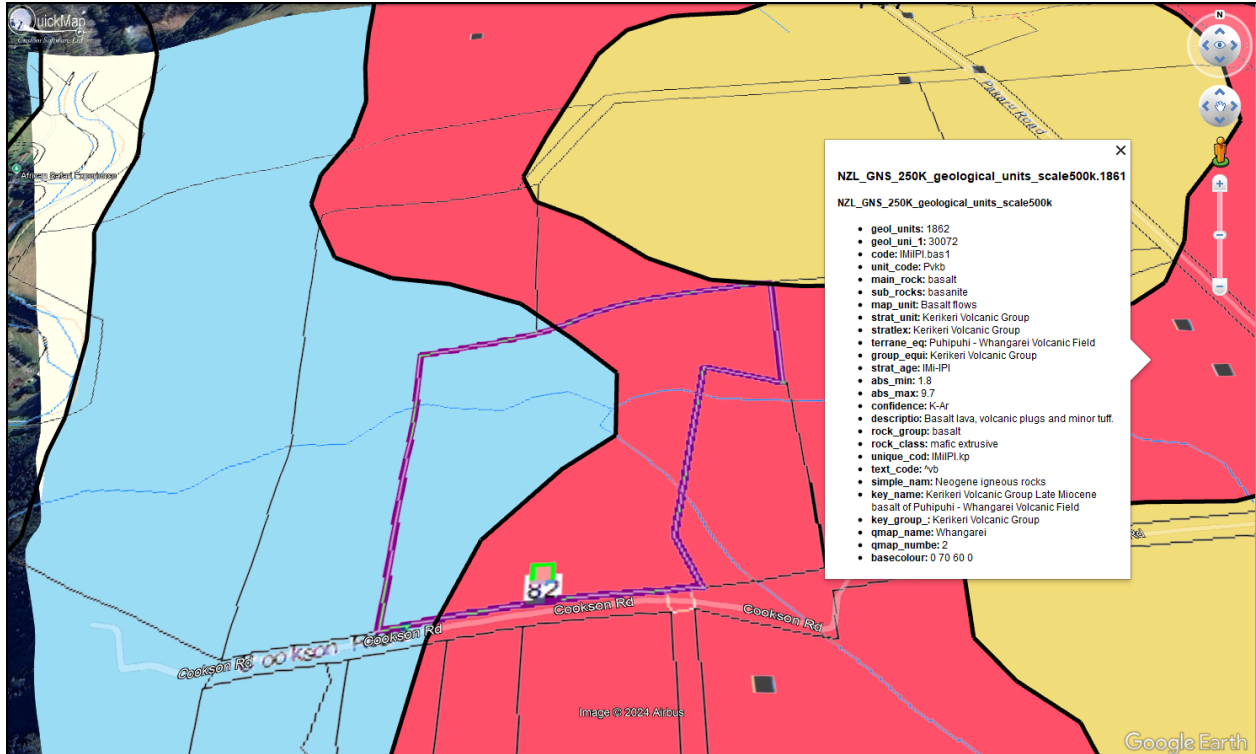 QuickMap
Custom Software Ltd
N
Pakaru Road
African Safari Experience
NZL_GNS_250K_geological_units_scale500k.1861
NZL_GNS_250K_geological_units_scale500k
geol_units: 1862
geol_uni_1: 30072
code: lMilPl.bas1
unit_code: Pvkb
main_rock: basalt
sub_rocks: basanite
map_unit: Basalt flows
strat_unit: Kerikeri Volcanic Group
stratlex: Kerikeri Volcanic Group
terrane_eq: Puhipuhi - Whangarei Volcanic Field
group_equi: Kerikeri Volcanic Group
strat_age: lMi-lPl
abs_min: 1.8
abs_max: 9.7
confidence: K-Ar
descriptio: Basalt lava, volcanic plugs and minor tuff.
rock_group: basalt
rock_class: mafic extrusive
unique_cod: lMilPl.kp
text_code: ^vb
simple_nam: Neogene igneous rocks
key_name: Kerikeri Volcanic Group Late Miocene
basalt of Puhipuhi - Whangarei Volcanic Field
key_group_: Kerikeri Volcanic Group
qmap_name: Whangarei
qmap_numbe: 2
basecolour: 0 70 60 0
82
Cookson Rd
Cookson Rd
Cookson Rd
Cookson Rd
Image © 2024 Airbus
Google Earth